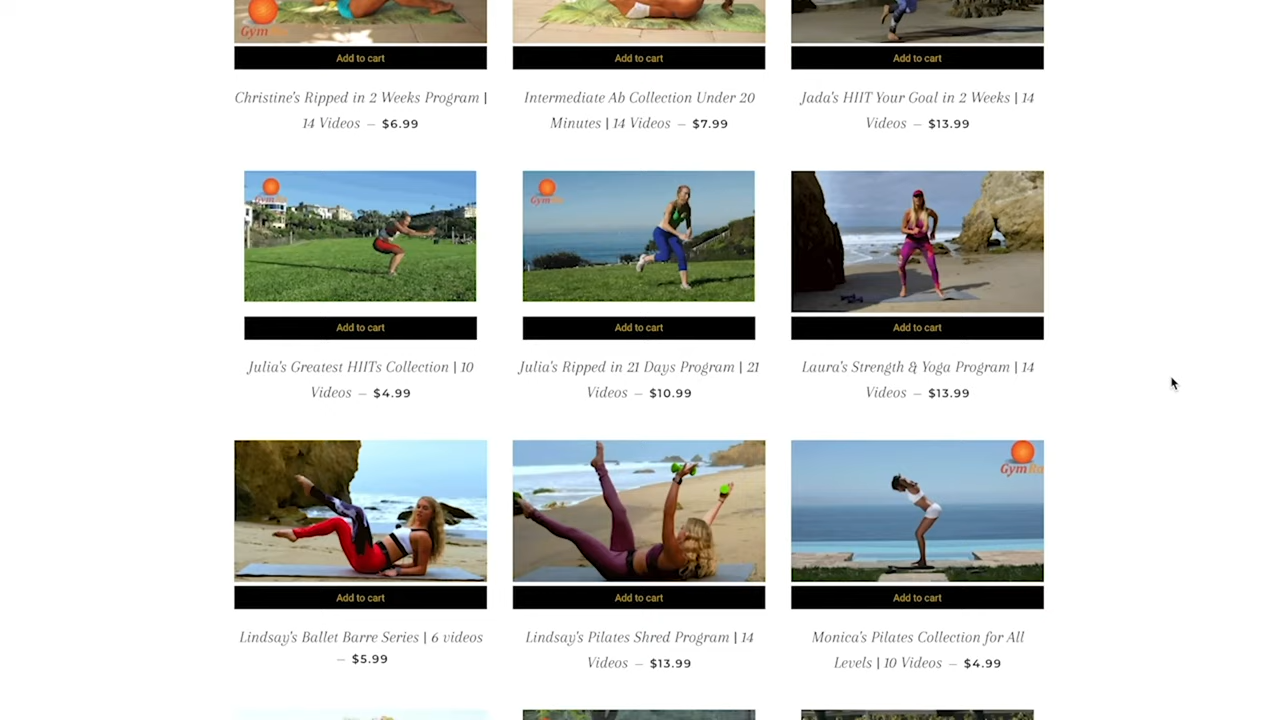 Gym
Add to cart
Add to cart
Add to cart
Christine's Ripped in 2 Weeks Program |
14 Videos — $6.99
Intermediate Ab Collection Under 20
Minutes | 14 Videos — $7.99
Jada's HIIT Your Goal in 2 Weeks | 14
Videos — $13.99
Gym
Gym
Add to cart
Add to cart
Add to cart
Julia's Greatest HIITs Collection | 10
Videos — $4.99
Julia's Ripped in 21 Days Program | 21
Videos — $10.99
Laura's Strength & Yoga Program | 14
Videos — $13.99
GymRa
Add to cart
Add to cart
Add to cart
Lindsay's Ballet Barre Series | 6 videos
— $5.99
Lindsay's Pilates Shred Program | 14
Videos — $13.99
Monica's Pilates Collection for All
Levels | 10 Videos — $4.99